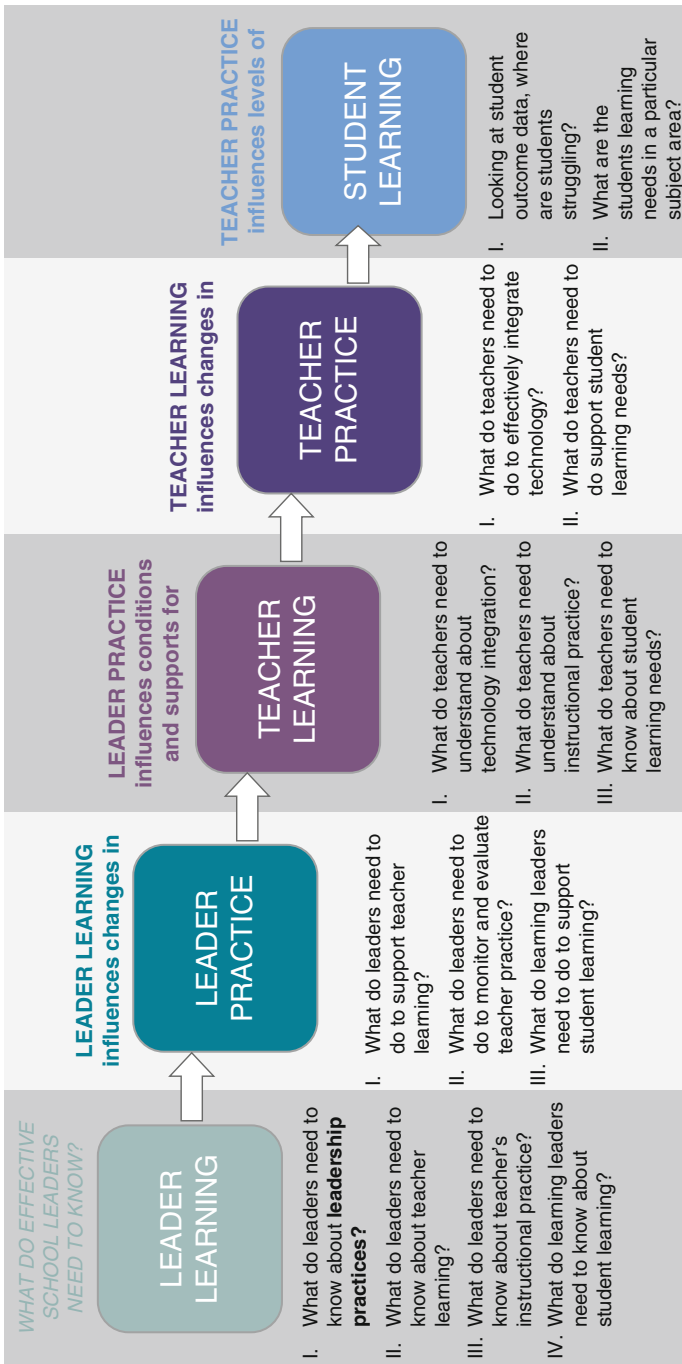 WHAT DO EFFECTIVE
SCHOOL LEADERS
NEED TO KNOW?
LEADER
LEARNING
I. What do leaders need to
know about leadership
practices?
II. What do leaders need to
know about teacher
learning?
III. What do leaders need to
know about teacher's
instructional practice?
IV. What do learning leaders
need to know about
student learning?
LEADER LEARNING
influences changes in
LEADER
PRACTICE
I. What do leaders need to
do to support teacher
learning?
II. What do leaders need to
do to monitor and evaluate
teacher practice?
III. What do learning leaders
need to do to support
student learning?
LEADER PRACTICE
influences conditions
and supports for
TEACHER
LEARNING
I. What do teachers need to
understand about
technology integration?
II. What do teachers need to
understand about
instructional practice?
III. What do teachers need to
know about student
learning needs?
TEACHER LEARNING
influences changes in
TEACHER
PRACTICE
I. What do teachers need to
do to effectively integrate
technology?
II. What do teachers need to
do support student
learning needs?
TEACHER PRACTICE
influences levels of
STUDENT
LEARNING
I. Looking at student
outcome data, where
are students
struggling?
II. What are the
students learning
needs in a particular
subject area?